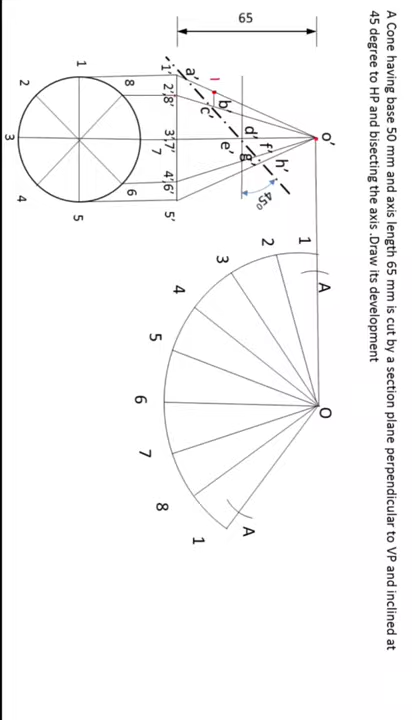 A Cone having base 50 mm and axis length 65 mm is cut by a section plane perpendicular to VP and inclined at
45 degree to HP and bisecting the axis .Draw its development
65
o'
O
1
A
2
3
4
5
6
7
8
1
A
h'
f'
g'
d'
e'
b'
c'
a'
l
45°
1'
2'8'
3'7'
4'6'
5'
1
8
7
6
5
2
3
4